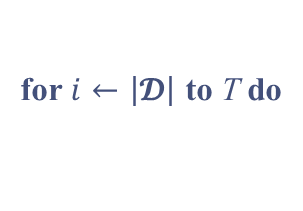 for i ← |𝓓| to T do